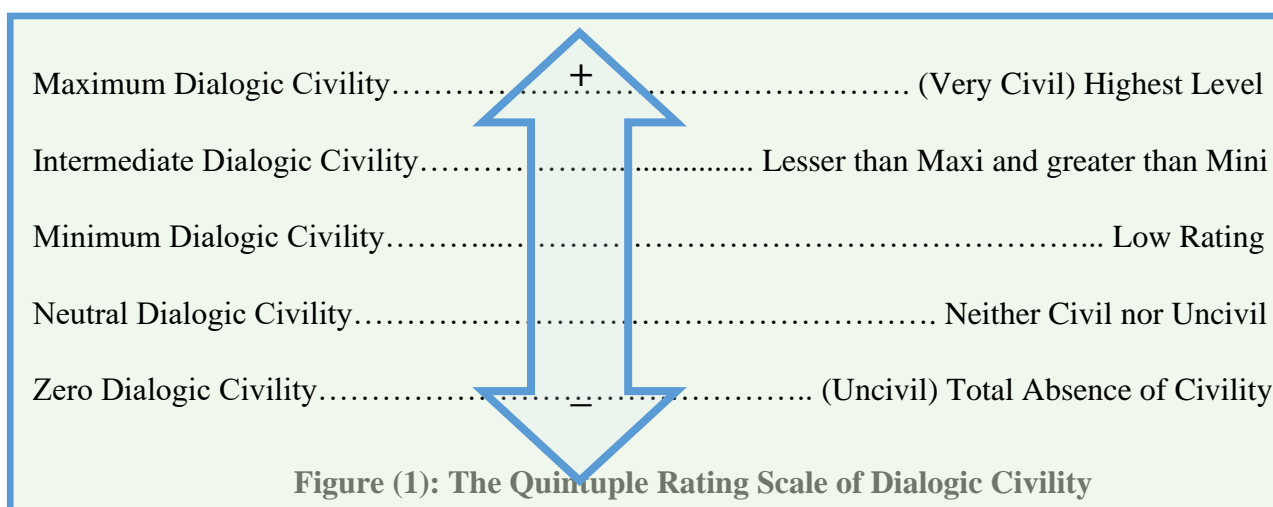 +
Maximum Dialogic Civility……………………………………………. (Very Civil) Highest Level
Intermediate Dialogic Civility………………..................... Lesser than Maxi and greater than Mini
Minimum Dialogic Civility………...…………………………………………………... Low Rating
Neutral Dialogic Civility…………………………………………………. Neither Civil nor Uncivil
Zero Dialogic Civility………………………………………….. (Uncivil) Total Absence of Civility
–
Figure (1): The Quintuple Rating Scale of Dialogic Civility